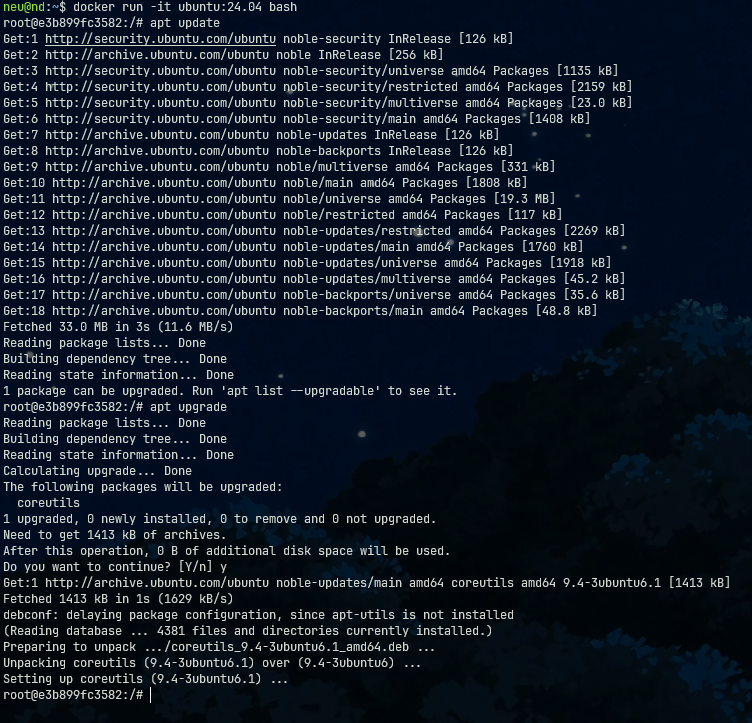 neu@nd:~$ docker run -it ubuntu:24.04 bash
root@e3b899fc3582:/# apt update
Get:1 http://security.ubuntu.com/ubuntu noble-security InRelease [126 kB]
Get:2 http://archive.ubuntu.com/ubuntu noble InRelease [256 kB]
Get:3 http://security.ubuntu.com/ubuntu noble-security/universe amd64 Packages [1135 kB]
Get:4 http://security.ubuntu.com/ubuntu noble-security/restricted amd64 Packages [2159 kB]
Get:5 http://security.ubuntu.com/ubuntu noble-security/multiverse amd64 Packages [23.0 kB]
Get:6 http://security.ubuntu.com/ubuntu noble-security/main amd64 Packages [1408 kB]
Get:7 http://archive.ubuntu.com/ubuntu noble-updates InRelease [126 kB]
Get:8 http://archive.ubuntu.com/ubuntu noble-backports InRelease [126 kB]
Get:9 http://archive.ubuntu.com/ubuntu noble/multiverse amd64 Packages [331 kB]
Get:10 http://archive.ubuntu.com/ubuntu noble/main amd64 Packages [1808 kB]
Get:11 http://archive.ubuntu.com/ubuntu noble/universe amd64 Packages [19.3 MB]
Get:12 http://archive.ubuntu.com/ubuntu noble/restricted amd64 Packages [117 kB]
Get:13 http://archive.ubuntu.com/ubuntu noble-updates/restricted amd64 Packages [2269 kB]
Get:14 http://archive.ubuntu.com/ubuntu noble-updates/main amd64 Packages [1760 kB]
Get:15 http://archive.ubuntu.com/ubuntu noble-updates/universe amd64 Packages [1918 kB]
Get:16 http://archive.ubuntu.com/ubuntu noble-updates/multiverse amd64 Packages [45.2 kB]
Get:17 http://archive.ubuntu.com/ubuntu noble-backports/universe amd64 Packages [35.6 kB]
Get:18 http://archive.ubuntu.com/ubuntu noble-backports/main amd64 Packages [48.8 kB]
Fetched 33.0 MB in 3s (11.6 MB/s)
Reading package lists... Done
Building dependency tree... Done
Reading state information... Done
1 package can be upgraded. Run 'apt list --upgradable' to see it.
root@e3b899fc3582:/# apt upgrade
Reading package lists... Done
Building dependency tree... Done
Reading state information... Done
Calculating upgrade... Done
The following packages will be upgraded:
  coreutils
1 upgraded, 0 newly installed, 0 to remove and 0 not upgraded.
Need to get 1413 kB of archives.
After this operation, 0 B of additional disk space will be used.
Do you want to continue? [Y/n] y
Get:1 http://archive.ubuntu.com/ubuntu noble-updates/main amd64 coreutils amd64 9.4-3ubuntu6.1 [1413 kB]
Fetched 1413 kB in 1s (1629 kB/s)
debconf: delaying package configuration, since apt-utils is not installed
(Reading database ... 4381 files and directories currently installed.)
Preparing to unpack .../coreutils_9.4-3ubuntu6.1_amd64.deb ...
Unpacking coreutils (9.4-3ubuntu6.1) over (9.4-3ubuntu6) ...
Setting up coreutils (9.4-3ubuntu6.1) ...
root@e3b899fc3582:/#